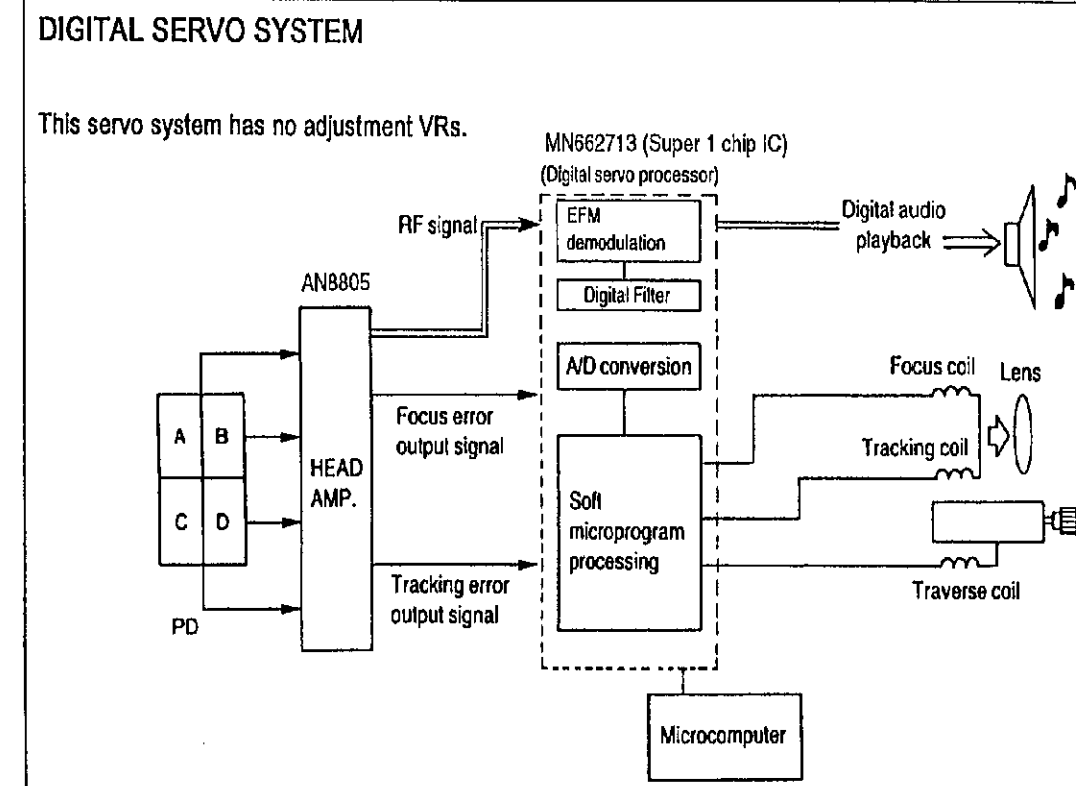 DIGITAL SERVO SYSTEM
This servo system has no adjustment VRs.
MN662713 (Super 1 chip IC)
(Digital servo processor)
RF signal
EFM
demodulation
Digital Filter
Digital audio
playback
AN8805
A/D conversion
Focus coil
Lens
Focus error
output signal
A
B
C
D
HEAD
AMP.
Tracking coil
Soft
microprogram
processing
Tracking error
output signal
Traverse coil
PD
Microcomputer